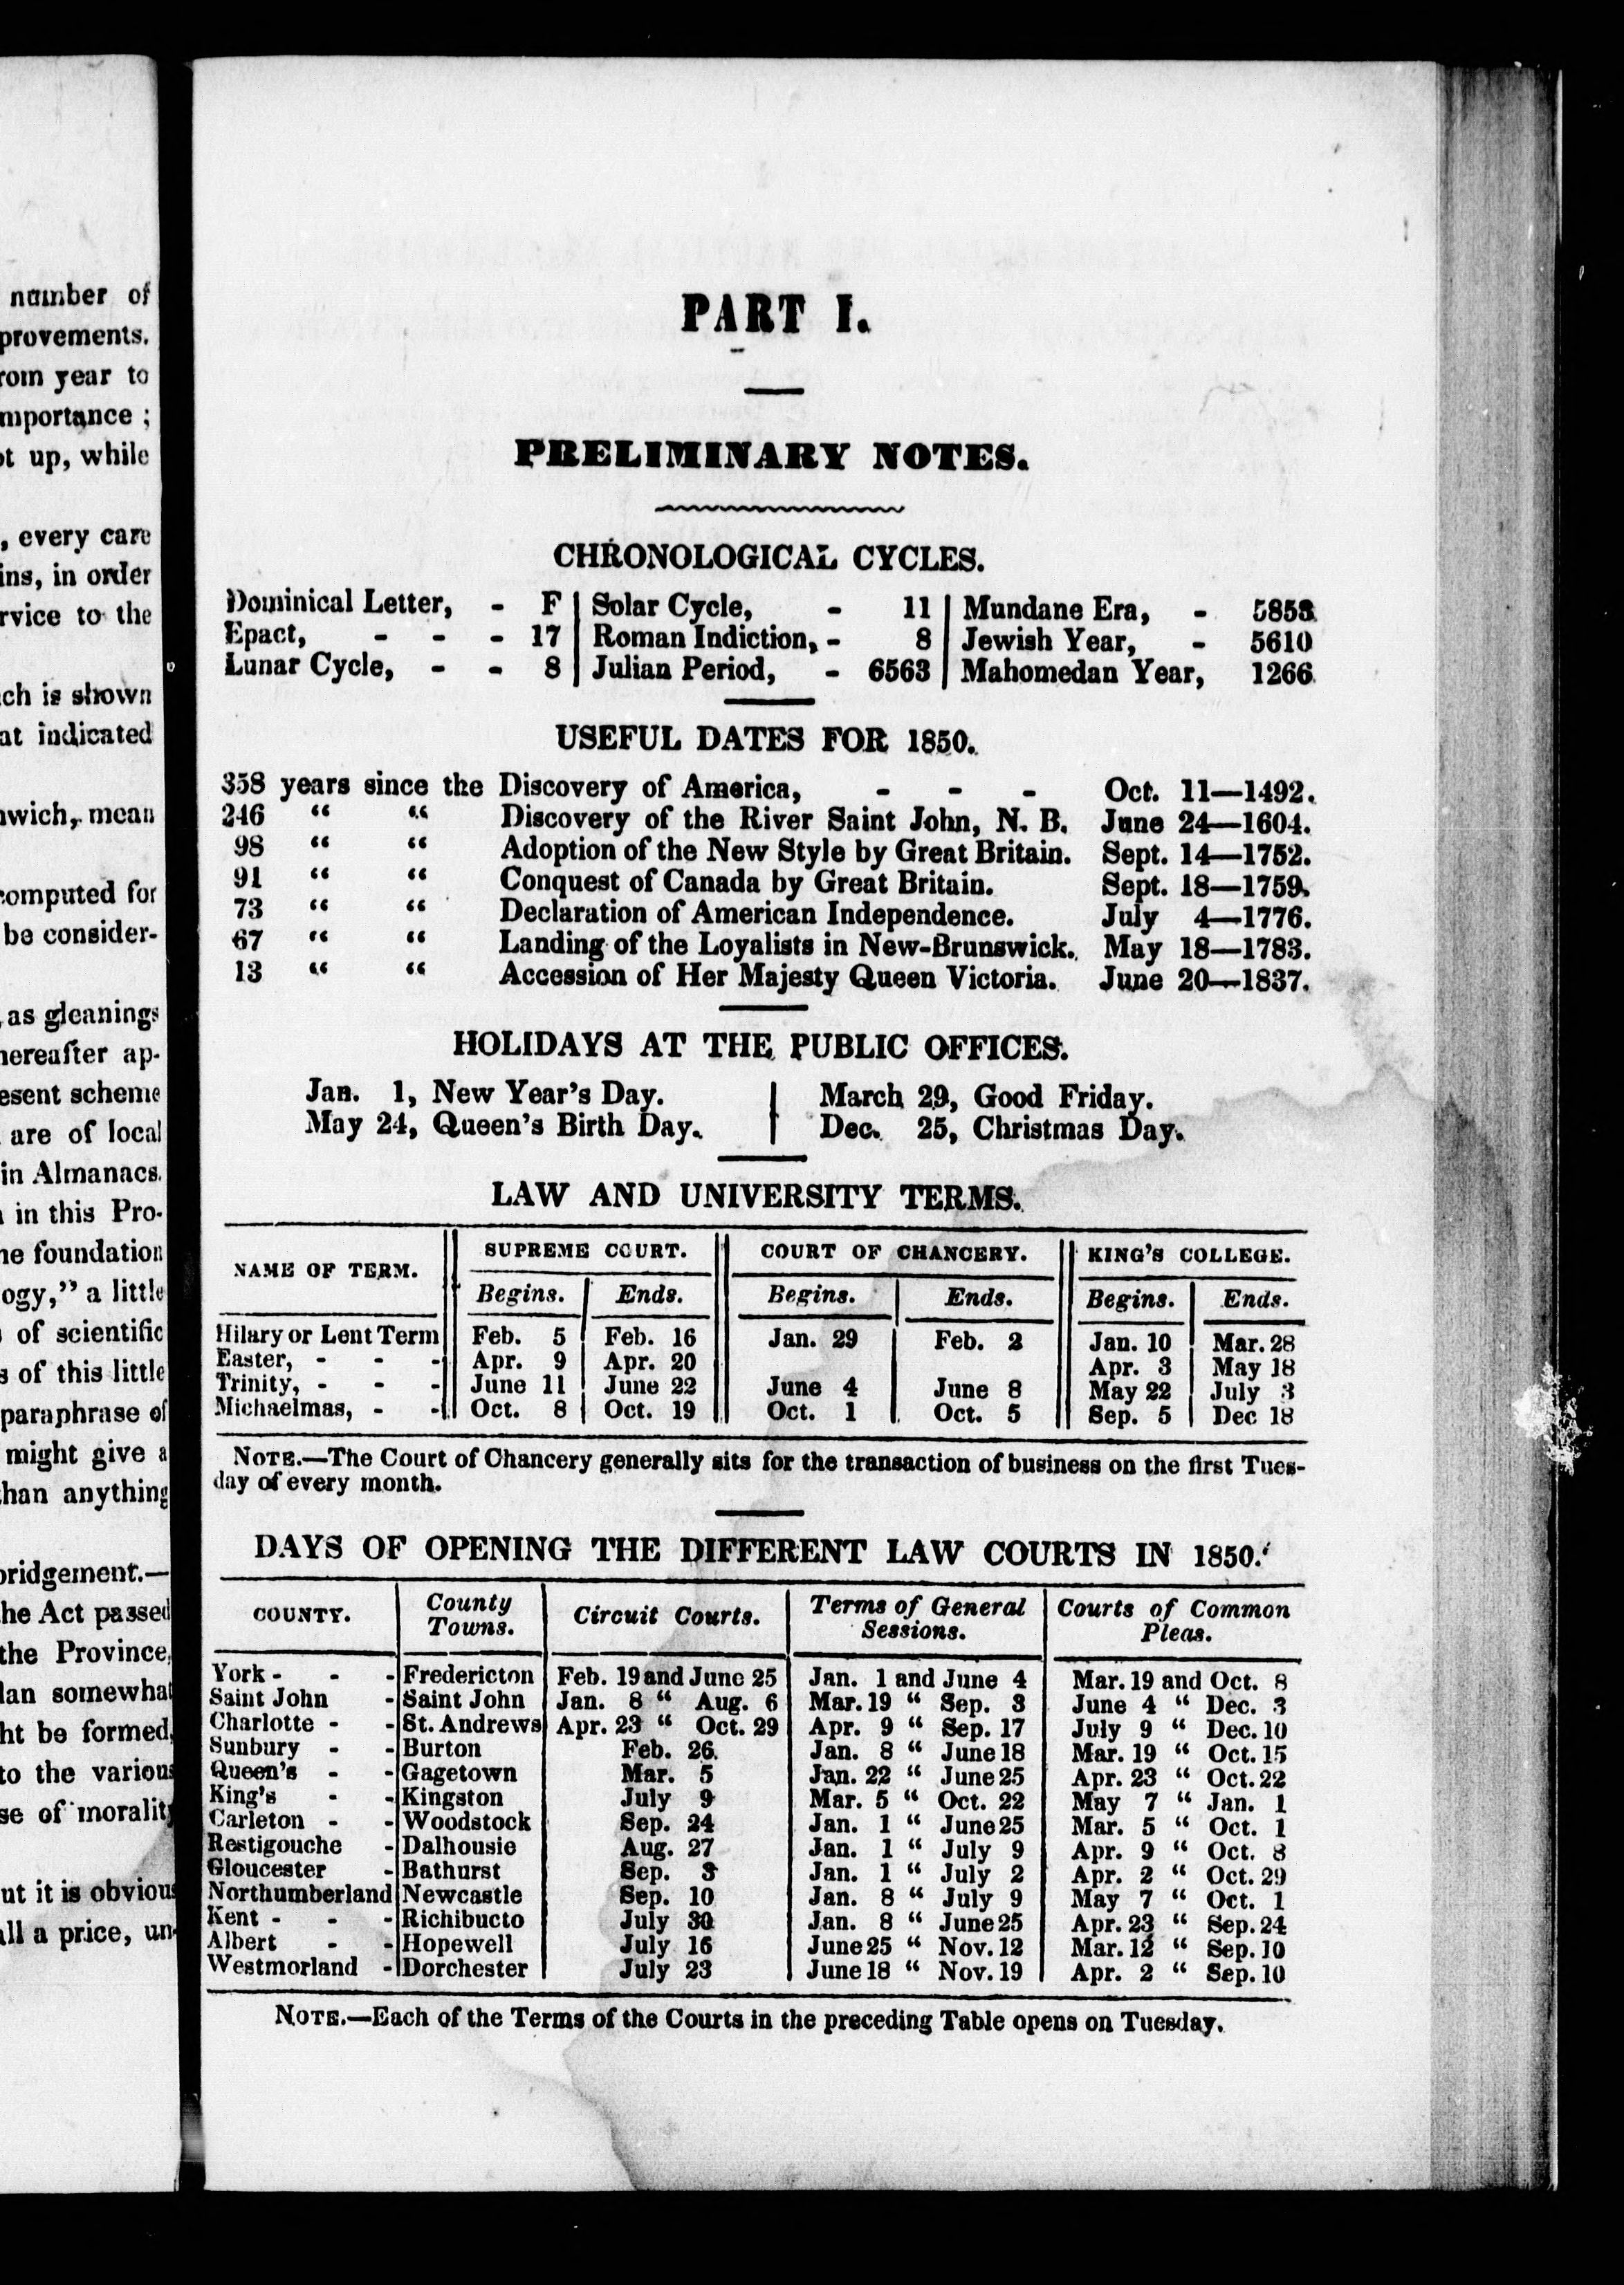 number of
provements.
rom year to
mportance ;
ot up, while
, every care
ins, in order
rvice to the
ch is shown
at indicated
nwich, mean
computed for
be consider-
as gleanings
hereafter ap-
esent scheme
are of local
in Almanacs.
in this Pro-
ne foundation
ogy," a little
of scientific
s of this little
paraphrase of
might give a
than anything
bridgement.—
he Act passed
the Province,
lan somewhat
ht be formed,
to the various
se of morality
ut it is obvious
all a price, un-
PART I.
PRELIMINARY NOTES.
CHRONOLOGICAL CYCLES.
Dominical Letter, - F | Solar Cycle, - 11 | Mundane Era, - 5853
Epact, - - - 17 | Roman Indiction, - 8 | Jewish Year, - 5610
Lunar Cycle, - - 8 | Julian Period, - 6563 | Mahomedan Year, 1266
USEFUL DATES FOR 1850.
358 years since the Discovery of America, - - - Oct. 11—1492.
246 “ “ Discovery of the River Saint John, N. B. June 24—1604.
98 “ “ Adoption of the New Style by Great Britain. Sept. 14—1752.
91 “ “ Conquest of Canada by Great Britain. Sept. 18—1759.
73 “ “ Declaration of American Independence. July 4—1776.
67 “ “ Landing of the Loyalists in New-Brunswick. May 18—1783.
13 “ “ Accession of Her Majesty Queen Victoria. June 20—1837.
HOLIDAYS AT THE PUBLIC OFFICES.
Jan. 1, New Year's Day. | March 29, Good Friday.
May 24, Queen's Birth Day. | Dec. 25, Christmas Day.
LAW AND UNIVERSITY TERMS.
NAME OF TERM. | SUPREME COURT. | COURT OF CHANCERY. | KING'S COLLEGE.
Begins. | Ends. | Begins. | Ends. | Begins. | Ends.
Hilary or Lent Term | Feb. 5 | Feb. 16 | Jan. 29 | Feb. 2 | Jan. 10 | Mar. 28
Easter, - - - | Apr. 9 | Apr. 20 | | | Apr. 3 | May 18
Trinity, - - - | June 11 | June 22 | June 4 | June 8 | May 22 | July 3
Michaelmas, - - | Oct. 8 | Oct. 19 | Oct. 1 | Oct. 5 | Sep. 5 | Dec 18
NOTE.—The Court of Chancery generally sits for the transaction of business on the first Tues-
day of every month.
DAYS OF OPENING THE DIFFERENT LAW COURTS IN 1850.
COUNTY. | County Towns. | Circuit Courts. | Terms of General Sessions. | Courts of Common Pleas.
York - - - | Fredericton | Feb. 19 and June 25 | Jan. 1 and June 4 | Mar. 19 and Oct. 8
Saint John - | Saint John | Jan. 8 “ Aug. 6 | Mar. 19 “ Sep. 3 | June 4 “ Dec. 3
Charlotte - - | St. Andrews | Apr. 23 “ Oct. 29 | Apr. 9 “ Sep. 17 | July 9 “ Dec. 10
Sunbury - - | Burton | Feb. 26. | Jan. 8 “ June 18 | Mar. 19 “ Oct. 15
Queen's - - | Gagetown | Mar. 5 | Jan. 22 “ June 25 | Apr. 23 “ Oct. 22
King's - - | Kingston | July 9 | Mar. 5 “ Oct. 22 | May 7 “ Jan. 1
Carleton - - | Woodstock | Sep. 24 | Jan. 1 “ June 25 | Mar. 5 “ Oct. 1
Restigouche - | Dalhousie | Aug. 27 | Jan. 1 “ July 9 | Apr. 9 “ Oct. 8
Gloucester - | Bathurst | Sep. 3 | Jan. 1 “ July 2 | Apr. 2 “ Oct. 29
Northumberland | Newcastle | Sep. 10 | Jan. 8 “ July 9 | May 7 “ Oct. 1
Kent - - - | Richibucto | July 30 | Jan. 8 “ June 25 | Apr. 23 “ Sep. 24
Albert - - | Hopewell | July 16 | June 25 “ Nov. 12 | Mar. 12 “ Sep. 10
Westmorland - | Dorchester | July 23 | June 18 “ Nov. 19 | Apr. 2 “ Sep. 10
NOTE.—Each of the Terms of the Courts in the preceding Table opens on Tuesday.